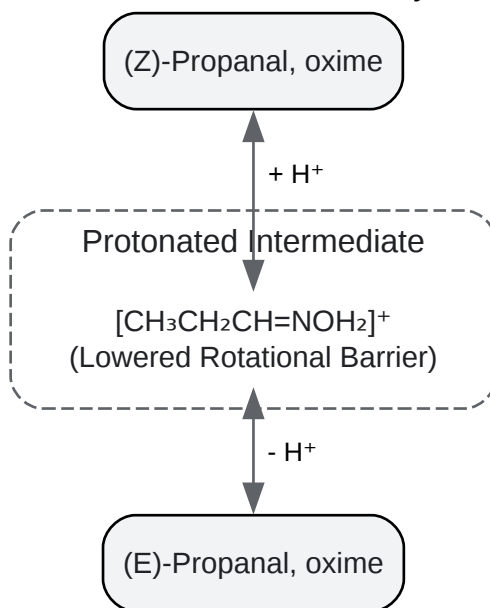 (Z)-Propanal, oxime
+ H⁺
Protonated Intermediate
[CH₃CH₂CH=NOH₂]⁺
(Lowered Rotational Barrier)
- H⁺
(E)-Propanal, oxime